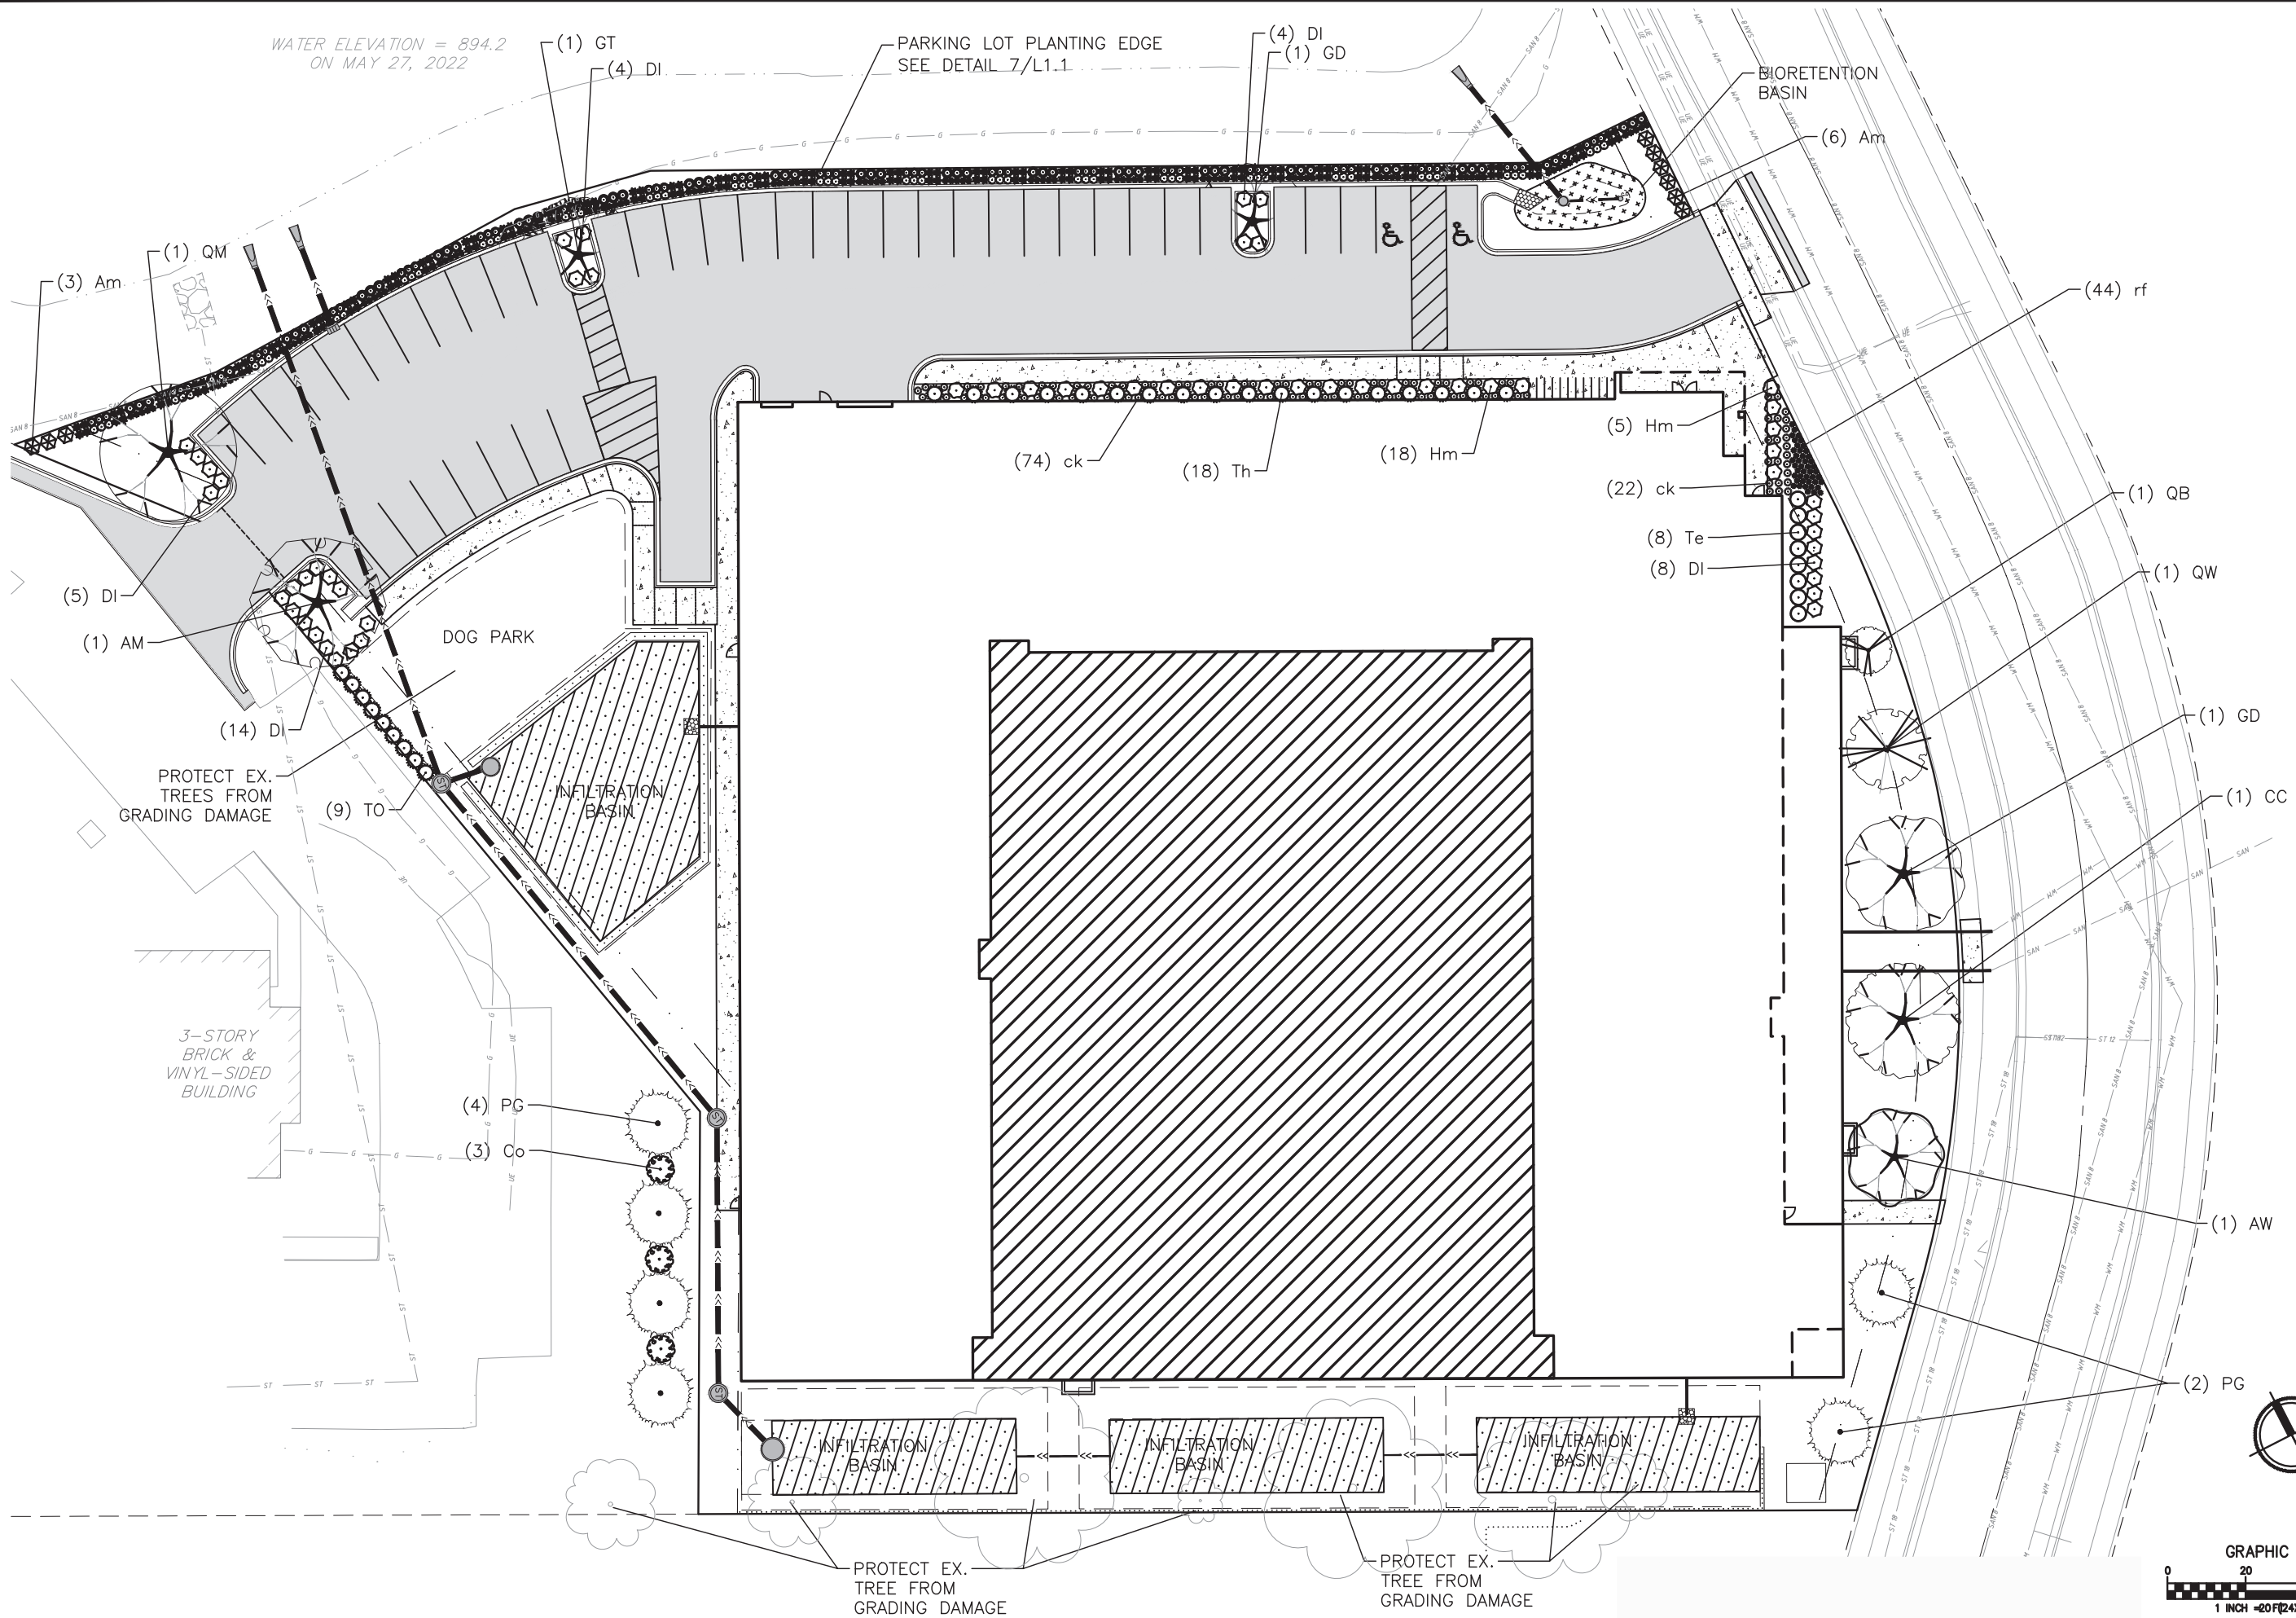 WATER ELEVATION = 894.2
ON MAY 27, 2022
(1) GT
(4) DI
PARKING LOT PLANTING EDGE
SEE DETAIL 7/L1.1
(4) DI
(1) GD
BIORETENTION
BASIN
(6) Am
(1) QM
(3) Am
(44) rf
(5) Hm
(74) ck
(18) Th
(18) Hm
(22) ck
(1) QB
(8) Te
(8) DI
(1) QW
(5) DI
(1) AM
DOG PARK
(14) DI
(1) GD
PROTECT EX.
TREES FROM
GRADING DAMAGE
(9) TO
INFILTRATION
BASIN
(1) CC
3-STORY
BRICK &
VINYL-SIDED
BUILDING
(4) PG
(3) Co
(1) AW
(2) PG
INFILTRATION
BASIN
INFILTRATION
BASIN
INFILTRATION
BASIN
PROTECT EX.
TREE FROM
GRADING DAMAGE
PROTECT EX.
TREE FROM
GRADING DAMAGE
GRAPHIC
0 20
1 INCH =20 F